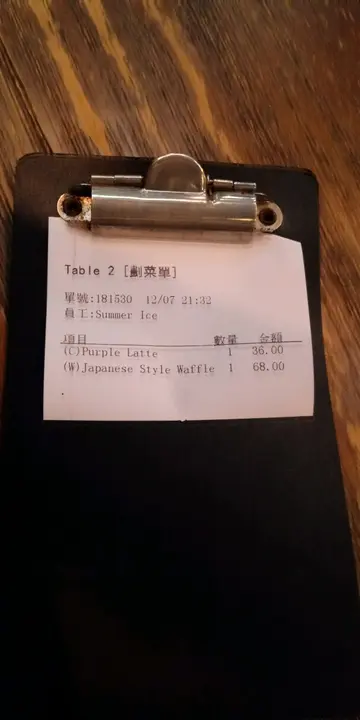 Table 2 [劃菜單]
單號:181530 12/07 21:32
員工:Summer Ice
項目 數量 金額
(C)Purple Latte 1 36.00
(W)Japanese Style Waffle 1 68.00